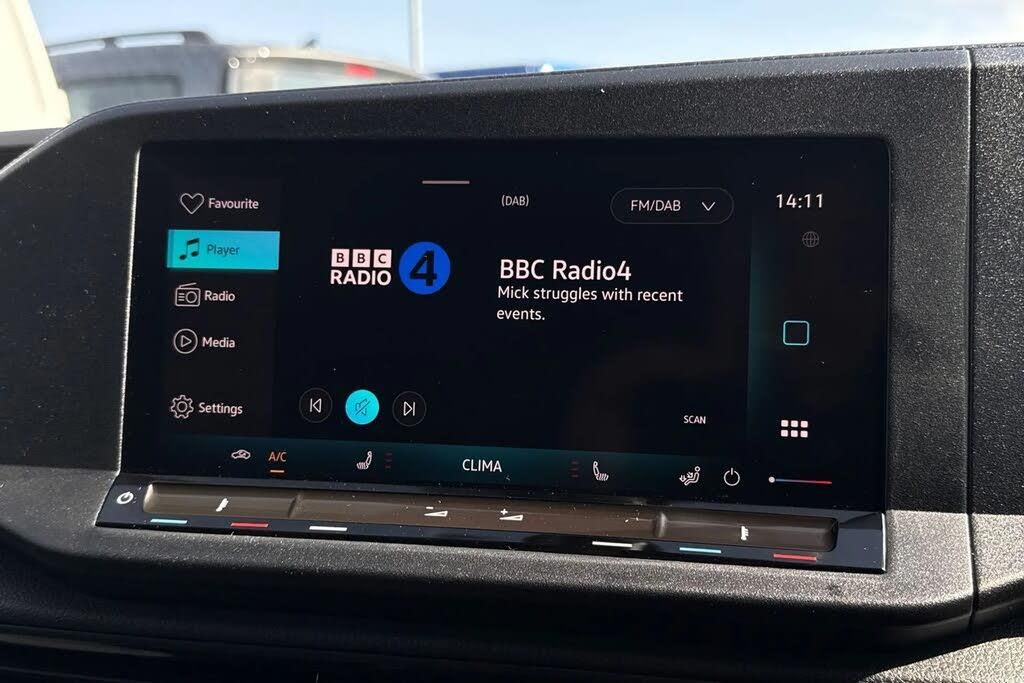 (DAB)
FM/DAB
14:11
Favourite
Player
Radio
Media
Settings
BBC
RADIO 4
BBC Radio4
Mick struggles with recent
events.
SCAN
A/C
CLIMA